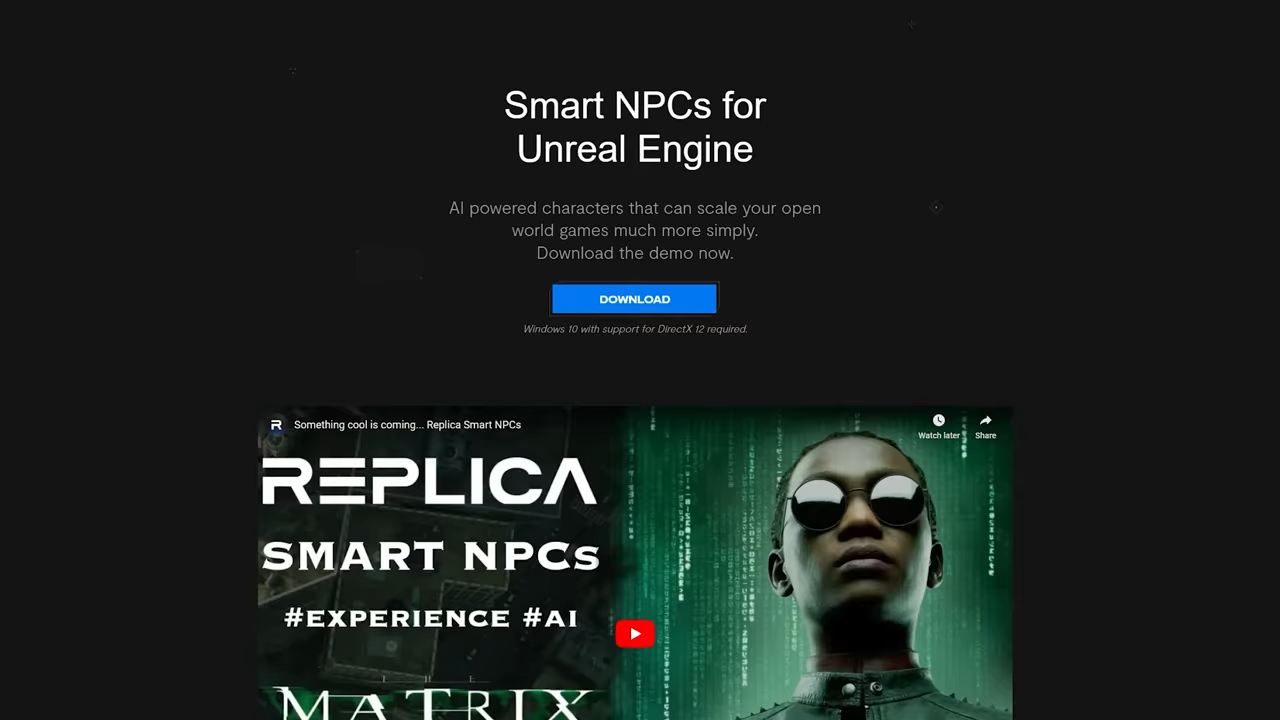 Smart NPCs for
Unreal Engine
AI powered characters that can scale your open
world games much more simply.
Download the demo now.
DOWNLOAD
Windows 10 with support for DirectX 12 required.
Something cool is coming... Replica Smart NPCs
Watch later
Share
REPLICA
SMART NPCs
#EXPERIENCE #AI
THE
MATRIX